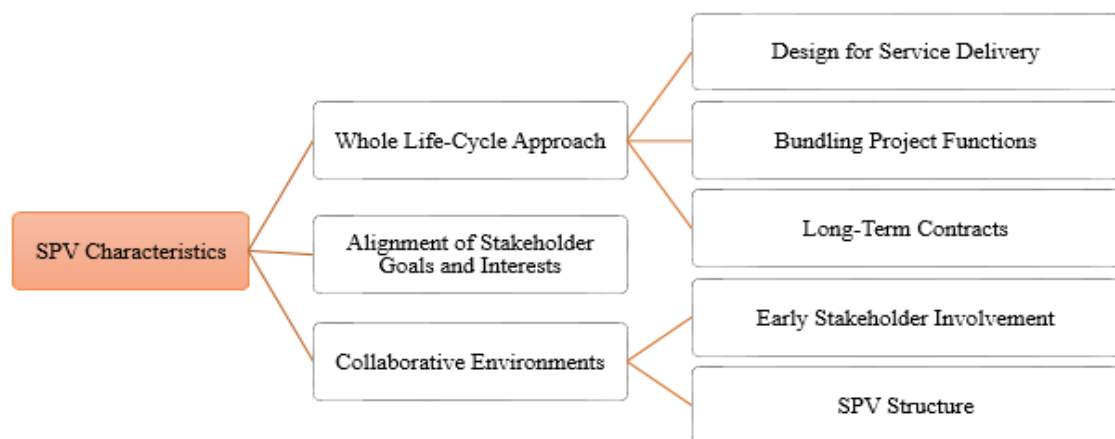 SPV Characteristics
Whole Life-Cycle Approach
Alignment of Stakeholder
Goals and Interests
Collaborative Environments
Design for Service Delivery
Bundling Project Functions
Long-Term Contracts
Early Stakeholder Involvement
SPV Structure